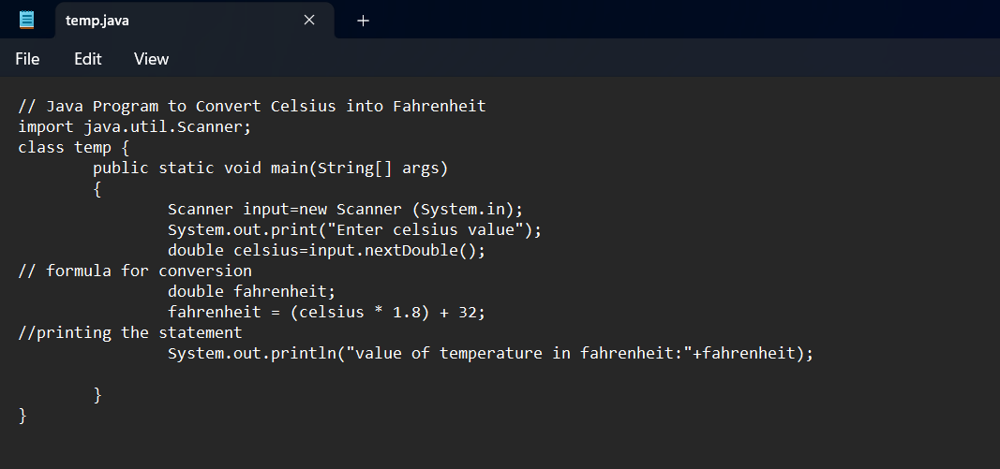 temp.java
File Edit View
// Java Program to Convert Celsius into Fahrenheit
import java.util.Scanner;
class temp {
        public static void main(String[] args)
        {
                Scanner input=new Scanner (System.in);
                System.out.print("Enter celsius value");
                double celsius=input.nextDouble();
// formula for conversion
                double fahrenheit;
                fahrenheit = (celsius * 1.8) + 32;
//printing the statement
                System.out.println("value of temperature in fahrenheit:"+fahrenheit);
        }
}